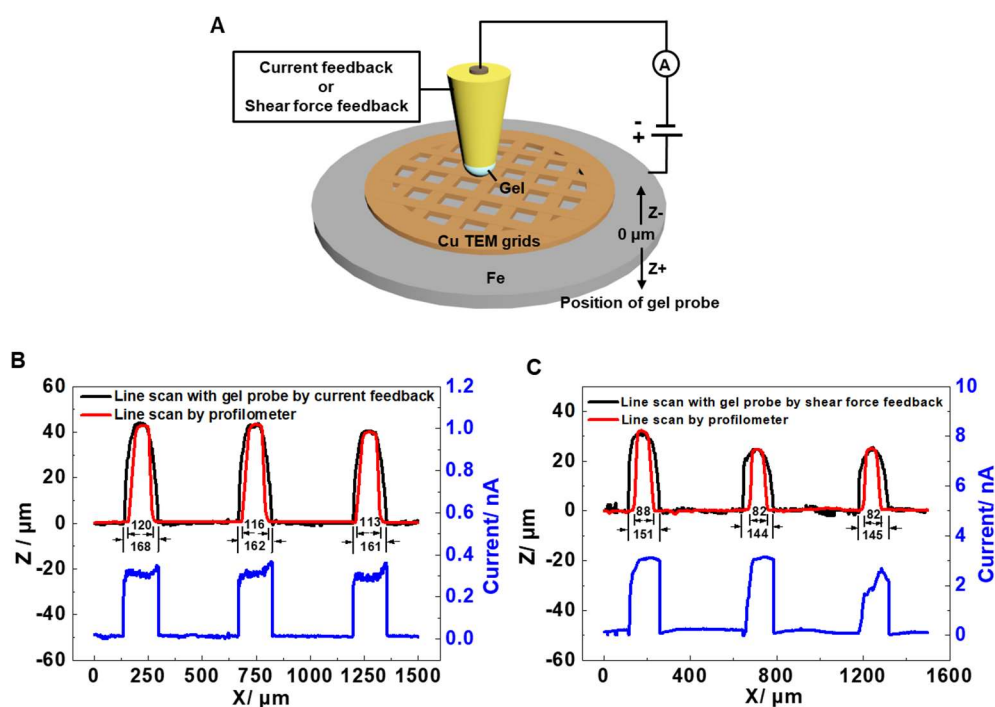 A
Current feedback
or
Shear force feedback
A
-
+
Gel
Z-
0 μm
Cu TEM grids
Z+
Fe
Position of gel probe
B
60
40
20
0
-20
-40
-60
Z/ μm
Line scan with gel probe by current feedback
Line scan by profilometer
120
168
116
162
113
161
1.2
1.0
0.8
0.6
0.4
0.2
0.0
Current/ nA
0 250 500 750 1000 1250 1500
X/ μm
C
40
20
0
-20
-40
-60
Z/ μm
Line scan with gel probe by shear force feedback
Line scan by profilometer
88
151
82
144
82
145
10
8
6
4
2
0
Current/ nA
0 400 800 1200 1600
X/ μm